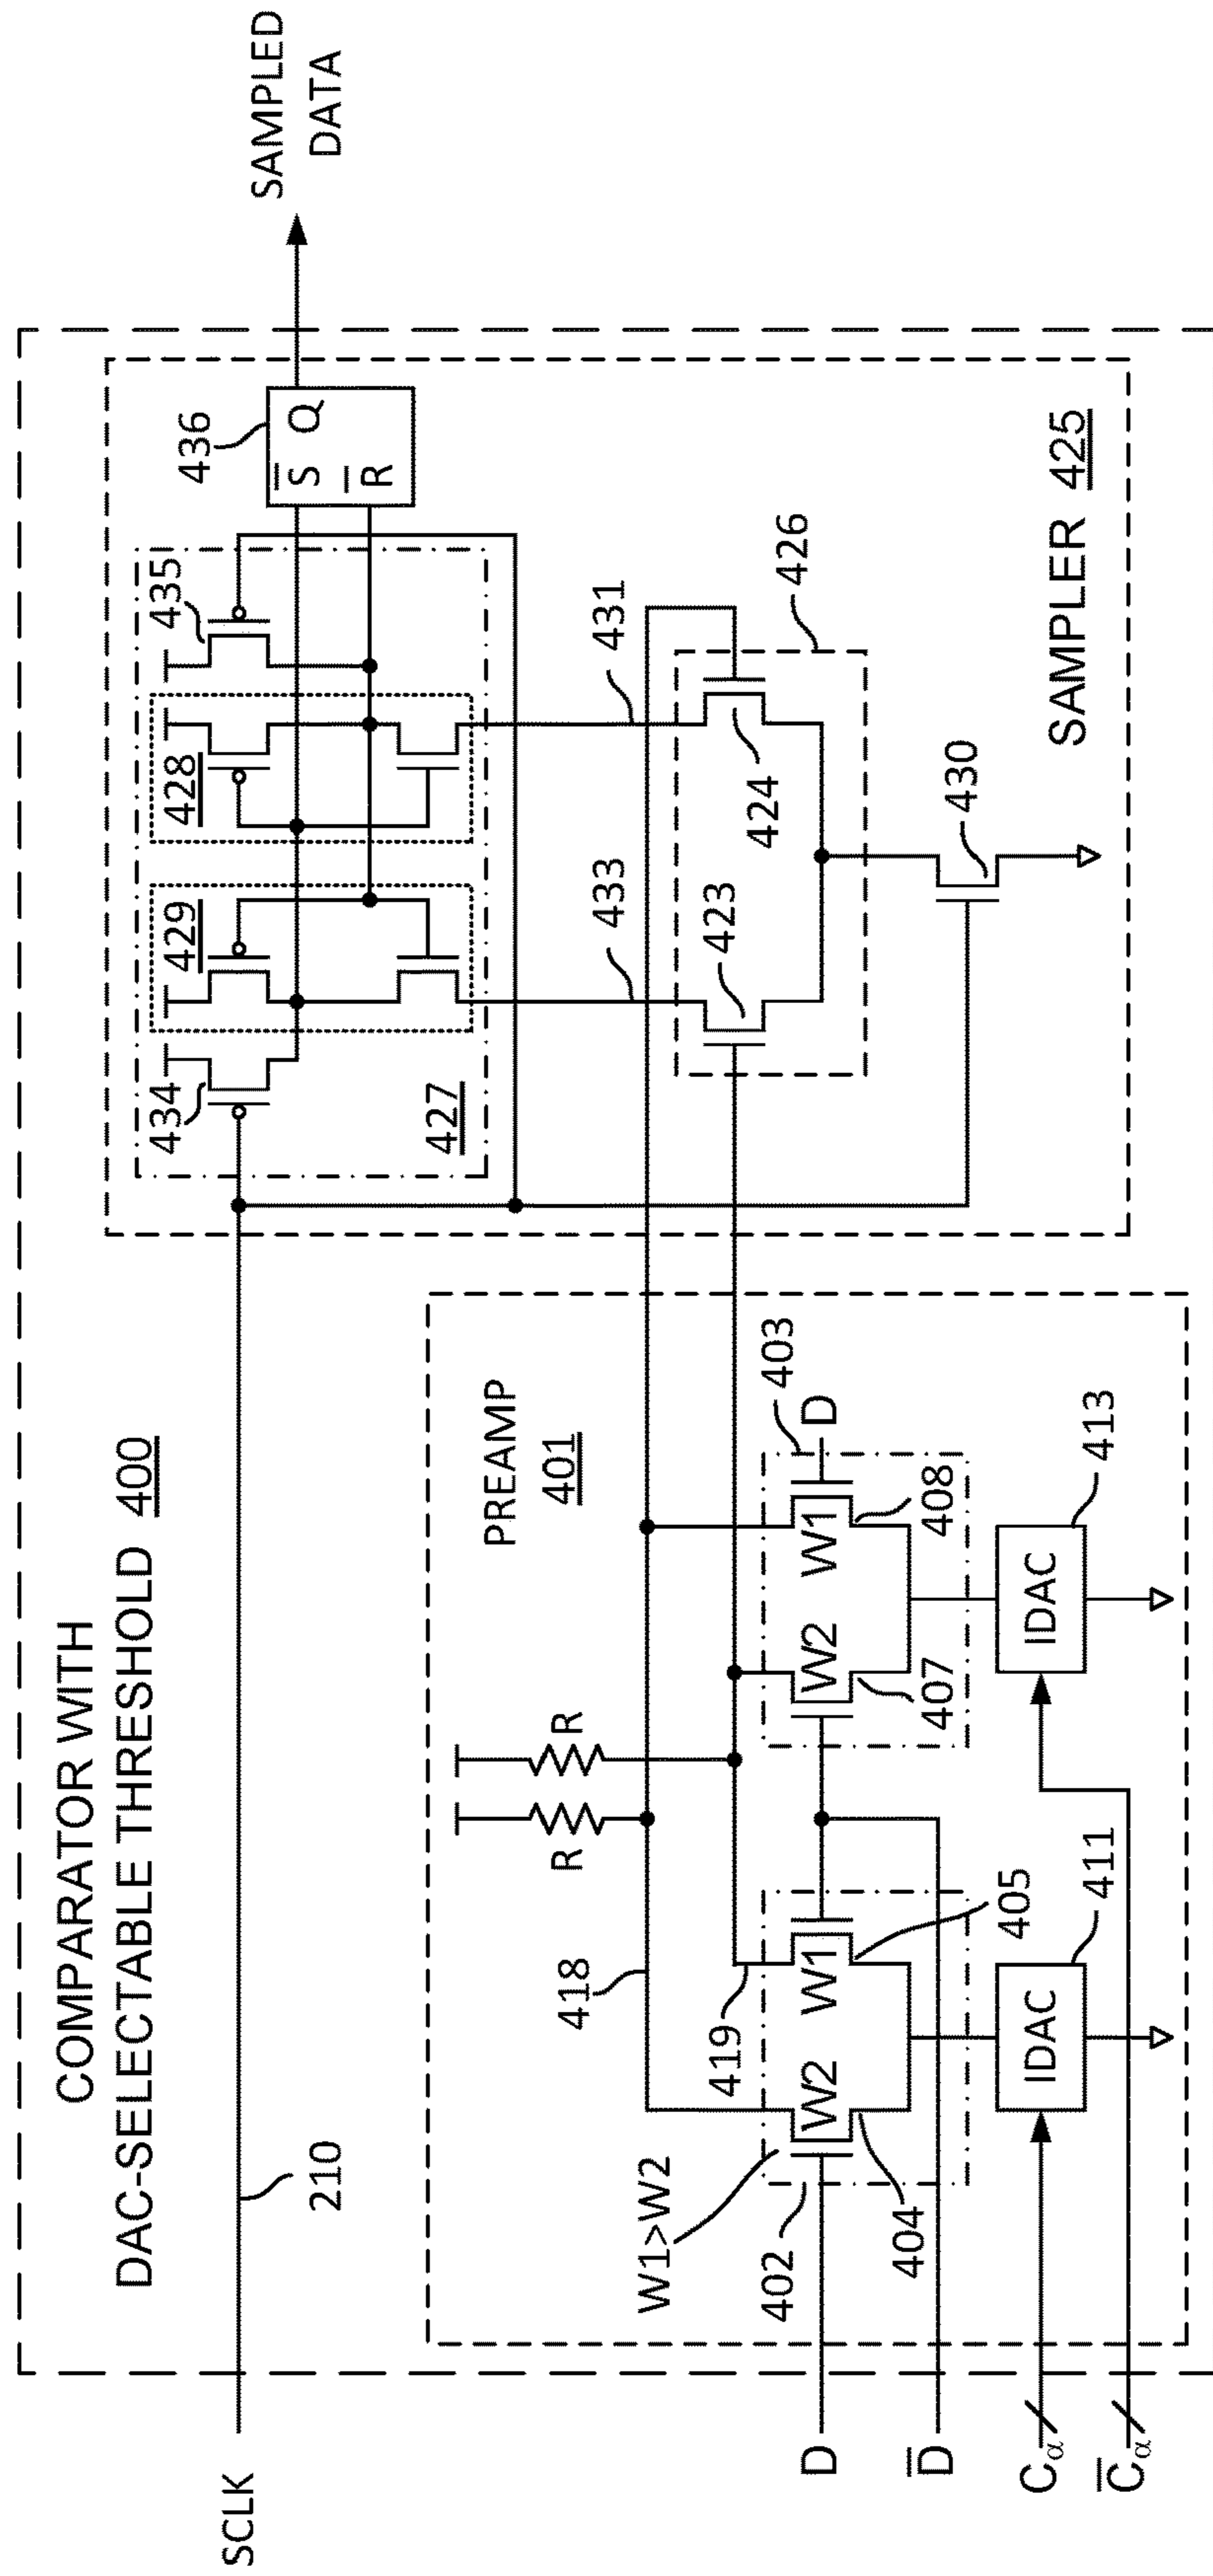 COMPARATOR WITH
DAC-SELECTABLE THRESHOLD 400
SCLK
210
SAMPLED
DATA
434
429
428
435
436
S̅ Q
R̅
427
433
431
426
423
424
430
SAMPLER 425
PREAMP
401
R
R
418
419
W1>W2
402
W2
W1
404
405
403
W2
W1
D
407
408
IDAC
411
IDAC
413
D
D̅
Cα
C̅α